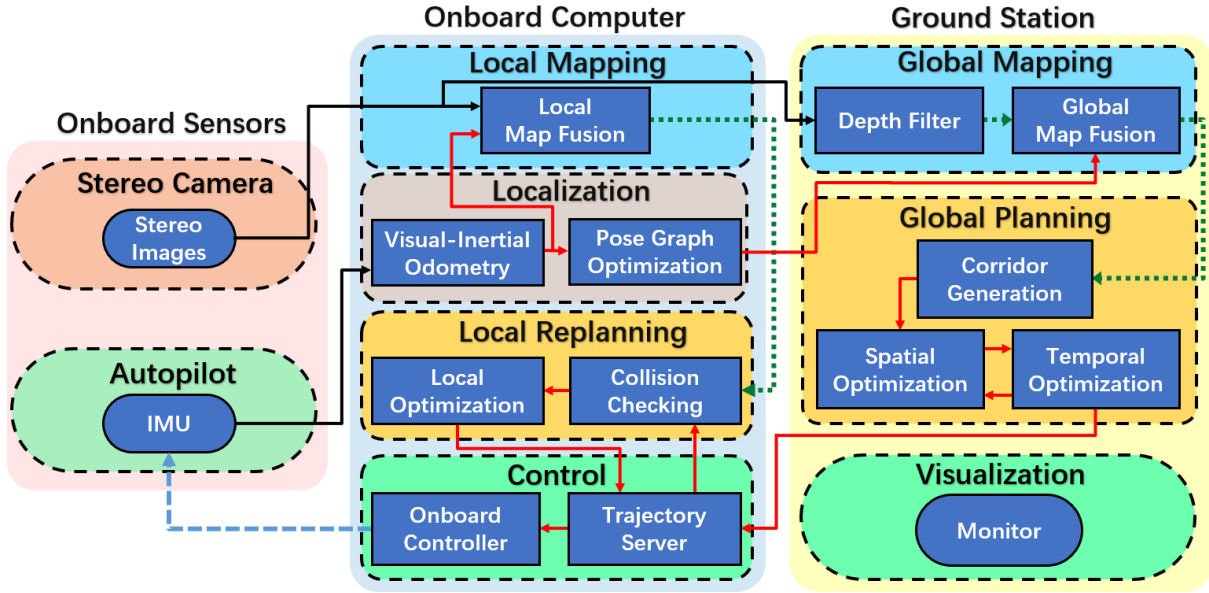 Onboard Sensors
Stereo Camera
Stereo
Images
Autopilot
IMU
Onboard Computer
Local Mapping
Local
Map Fusion
Localization
Visual-Inertial
Odometry
Pose Graph
Optimization
Local Replanning
Local
Optimization
Collision
Checking
Control
Onboard
Controller
Trajectory
Server
Ground Station
Global Mapping
Depth Filter
Global
Map Fusion
Global Planning
Corridor
Generation
Spatial
Optimization
Temporal
Optimization
Visualization
Monitor